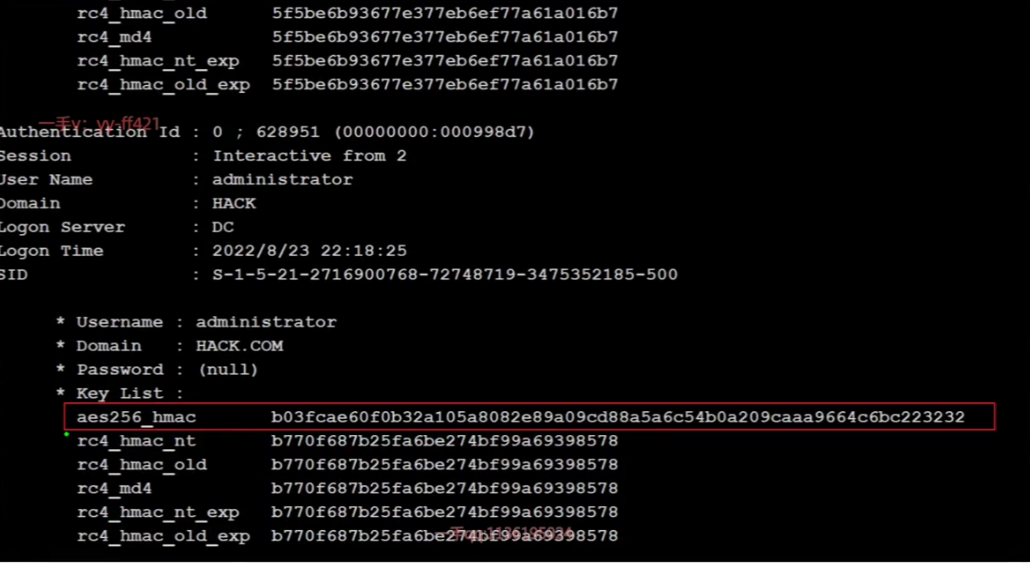 rc4_hmac_old 5f5be6b93677e377eb6ef77a61a016b7
rc4_md4 5f5be6b93677e377eb6ef77a61a016b7
rc4_hmac_nt_exp 5f5be6b93677e377eb6ef77a61a016b7
rc4_hmac_old_exp 5f5be6b93677e377eb6ef77a61a016b7
一手v: yv-ff421
Authentication Id : 0 ; 628951 (00000000:000998d7)
Session : Interactive from 2
User Name : administrator
Domain : HACK
Logon Server : DC
Logon Time : 2022/8/23 22:18:25
SID : S-1-5-21-2716900768-72748719-3475352185-500
* Username : administrator
* Domain : HACK.COM
* Password : (null)
* Key List :
aes256_hmac b03fcae60f0b32a105a8082e89a09cd88a5a6c54b0a209caaa9664c6bc223232
rc4_hmac_nt b770f687b25fa6be274bf99a69398578
rc4_hmac_old b770f687b25fa6be274bf99a69398578
rc4_md4 b770f687b25fa6be274bf99a69398578
rc4_hmac_nt_exp b770f687b25fa6be274bf99a69398578
rc4_hmac_old_exp b770f687b25fa6be274bf99a69398578